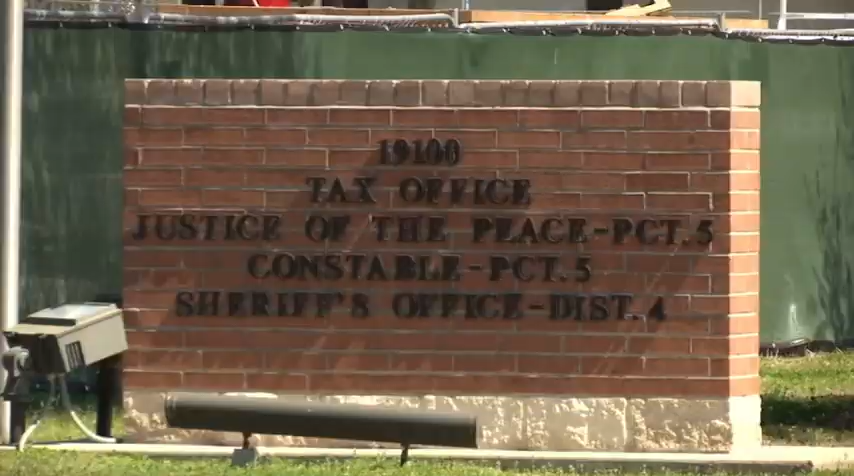 19100
TAX OFFICE
JUSTICE OF THE PEACE-PCT. 5
CONSTABLE-PCT. 5
SHERIFF'S OFFICE-DIST. 4